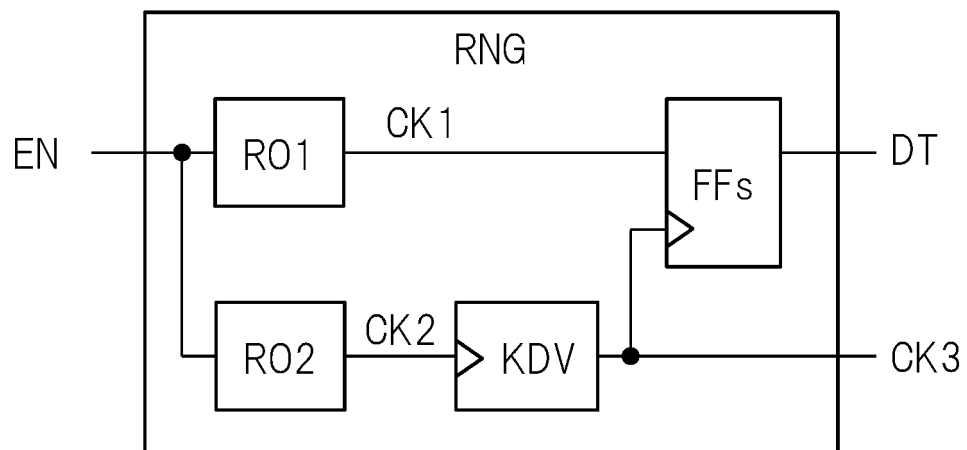 RNG
EN
RO1
CK1
FFs
DT
RO2
CK2
KDV
CK3